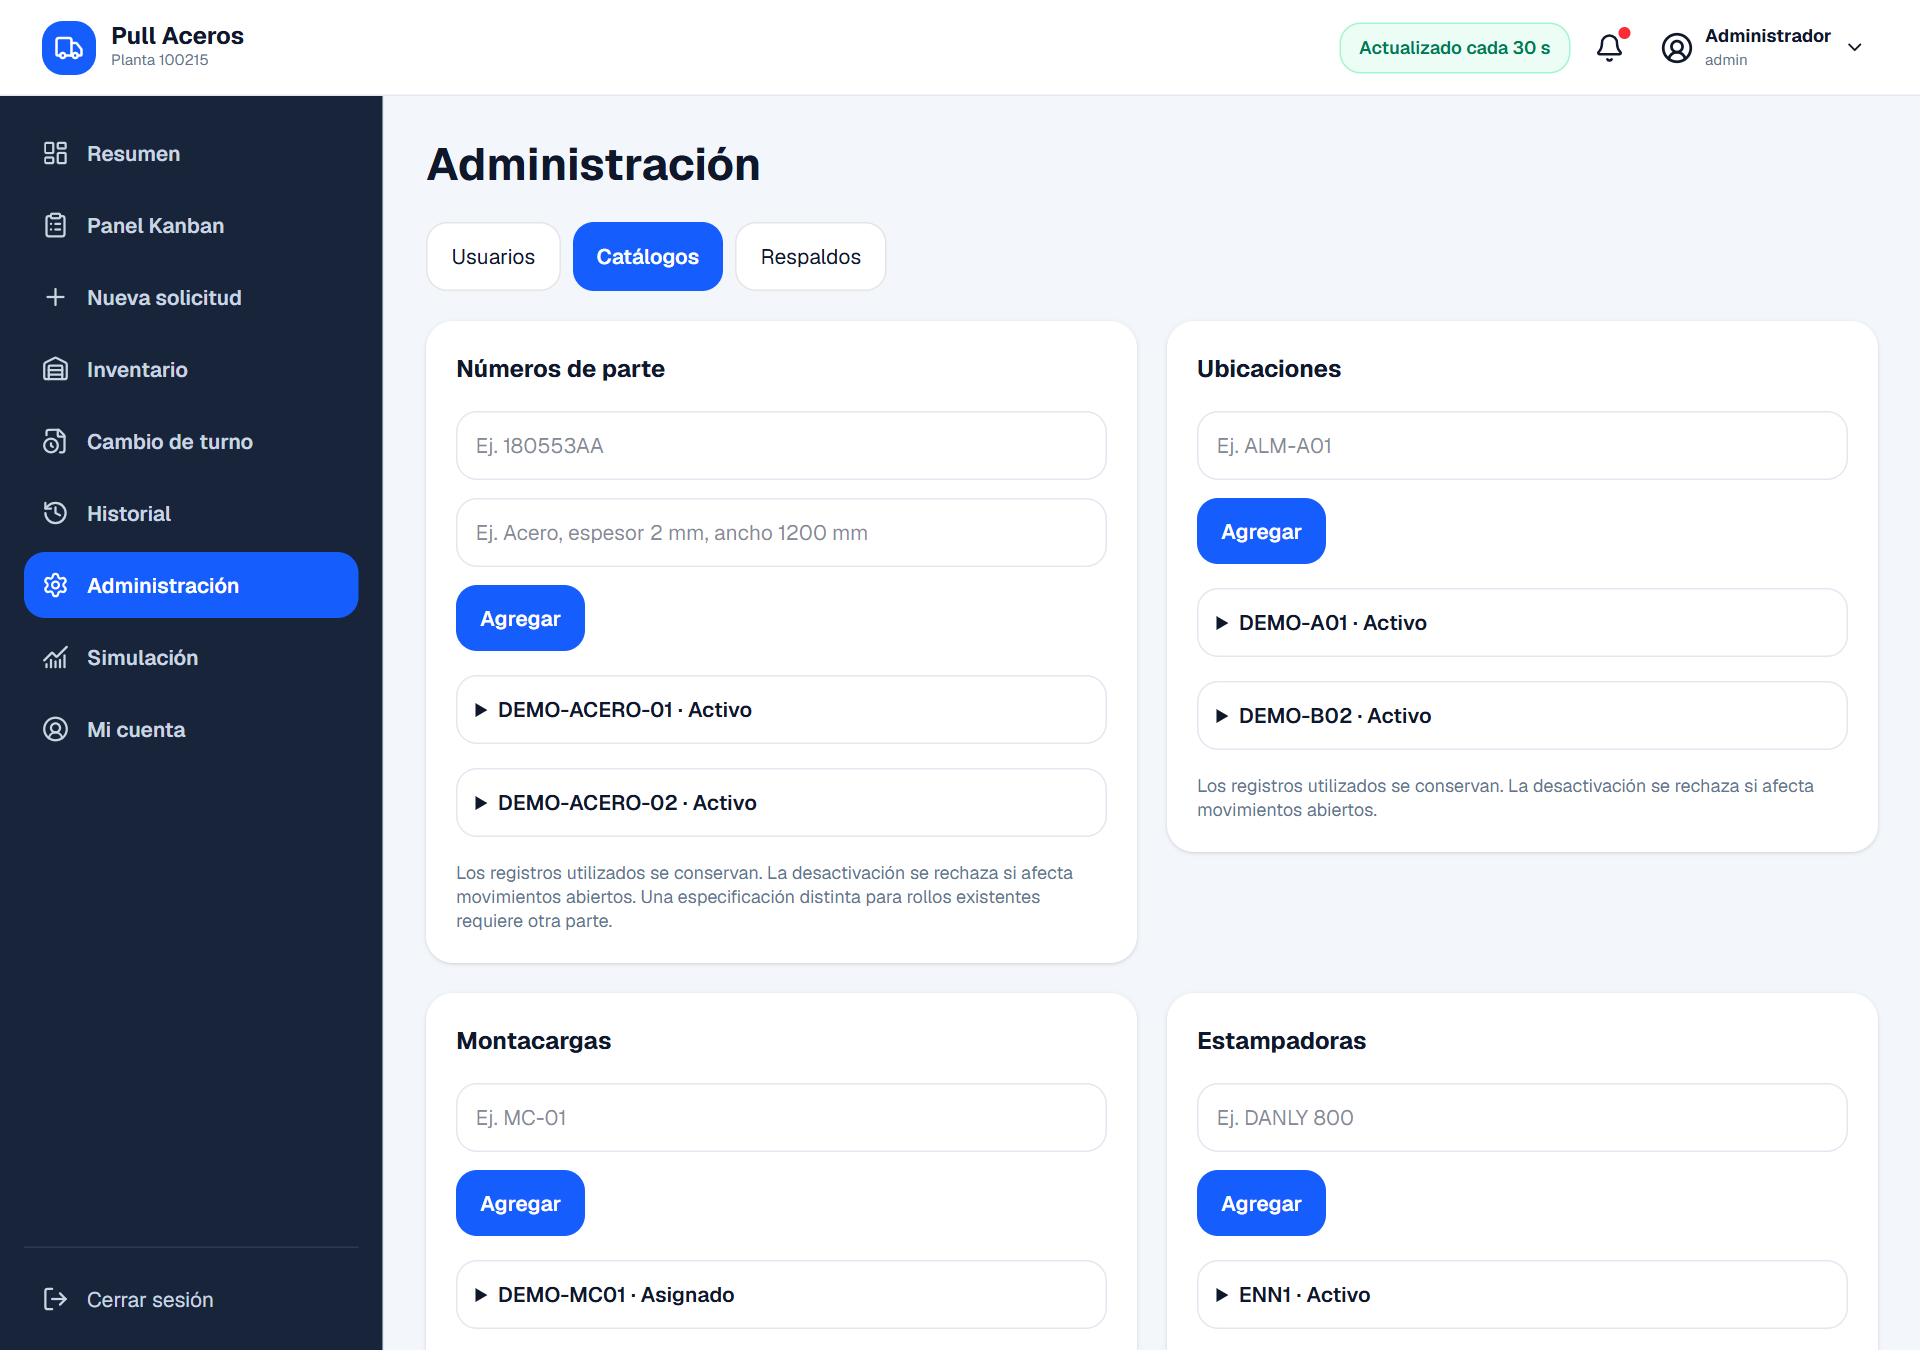 Pull Aceros
Planta 100215
Actualizado cada 30 s
Administrador
admin
Resumen
Panel Kanban
Nueva solicitud
Inventario
Cambio de turno
Historial
Administración
Simulación
Mi cuenta
Cerrar sesión
Administración
Usuarios
Catálogos
Respaldos
Números de parte
Ej. 180553AA
Ej. Acero, espesor 2 mm, ancho 1200 mm
Agregar
DEMO-ACERO-01 · Activo
DEMO-ACERO-02 · Activo
Los registros utilizados se conservan. La desactivación se rechaza si afecta
movimientos abiertos. Una especificación distinta para rollos existentes
requiere otra parte.
Ubicaciones
Ej. ALM-A01
Agregar
DEMO-A01 · Activo
DEMO-B02 · Activo
Los registros utilizados se conservan. La desactivación se rechaza si afecta
movimientos abiertos.
Montacargas
Ej. MC-01
Agregar
DEMO-MC01 · Asignado
Estampadoras
Ej. DANLY 800
Agregar
ENN1 · Activo